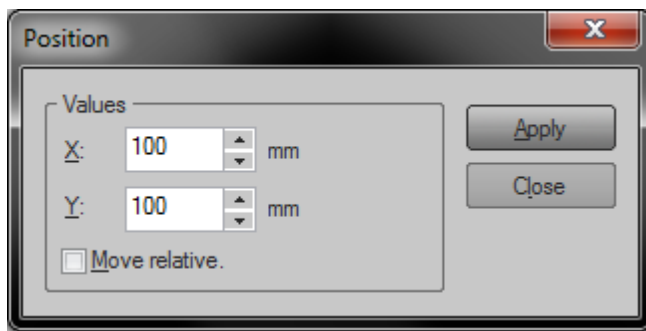 Position
Values
X: 100 mm
Apply
Close
Y: 100 mm
Move relative.